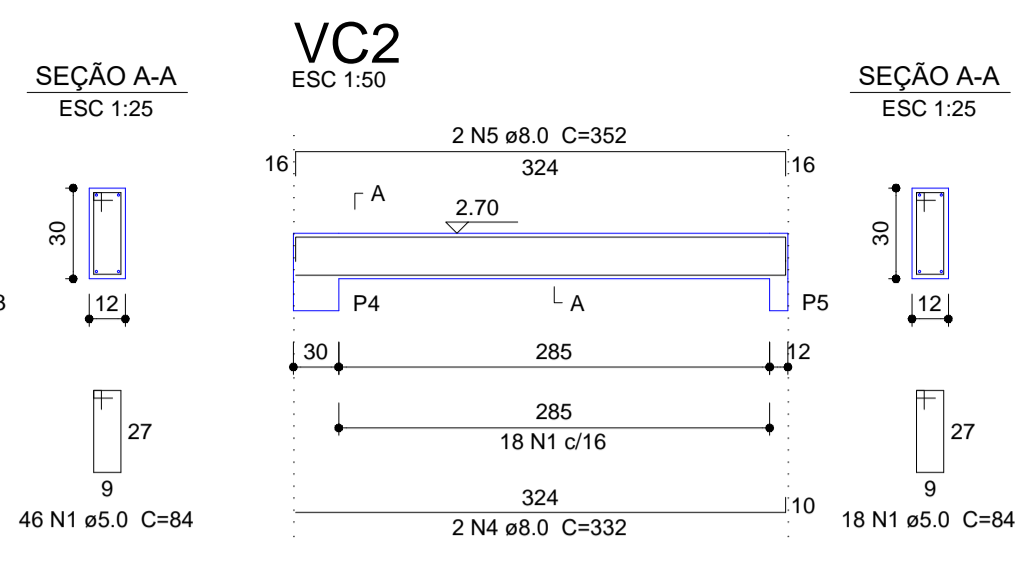 VC2
ESC 1:50
SEÇÃO A-A
ESC 1:25
30
12
27
9
46 N1 ø5.0 C=84
2 N5 ø8.0 C=352
16
324
16
A
2.70
P4
A
P5
30
285
12
285
18 N1 c/16
324
10
2 N4 ø8.0 C=332
SEÇÃO A-A
ESC 1:25
30
12
27
9
18 N1 ø5.0 C=84